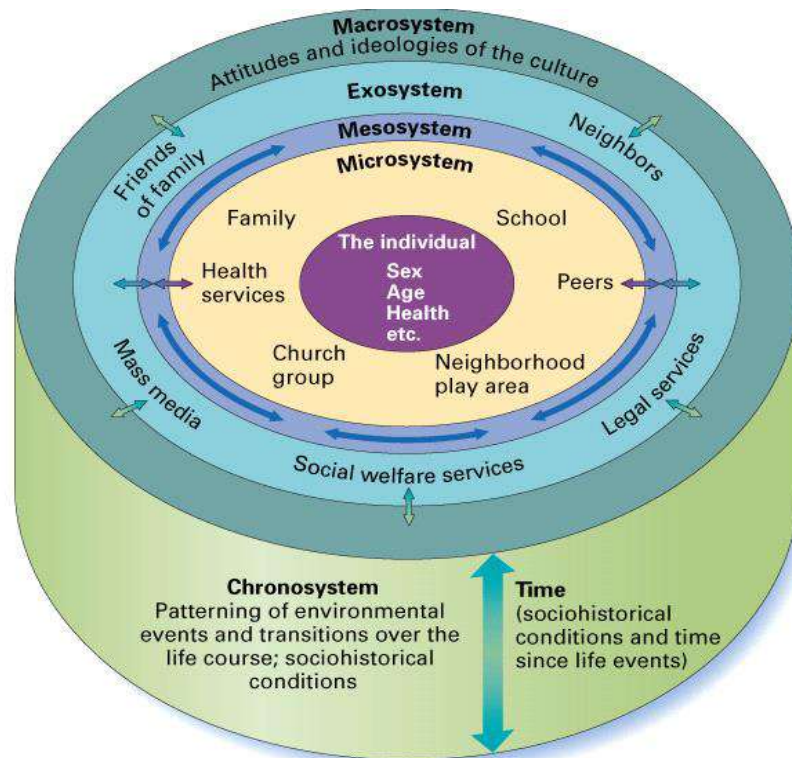 Macrosystem
Attitudes and ideologies of the culture
Exosystem
Mesosystem
Microsystem
Friends
of family
Neighbors
Family
School
The individual
Sex
Age
Health
etc.
Health
services
Peers
Church
group
Neighborhood
play area
Mass media
Legal services
Social welfare services
Chronosystem
Patterning of environmental
events and transitions over the
life course; sociohistorical
conditions
Time
(sociohistorical
conditions and time
since life events)